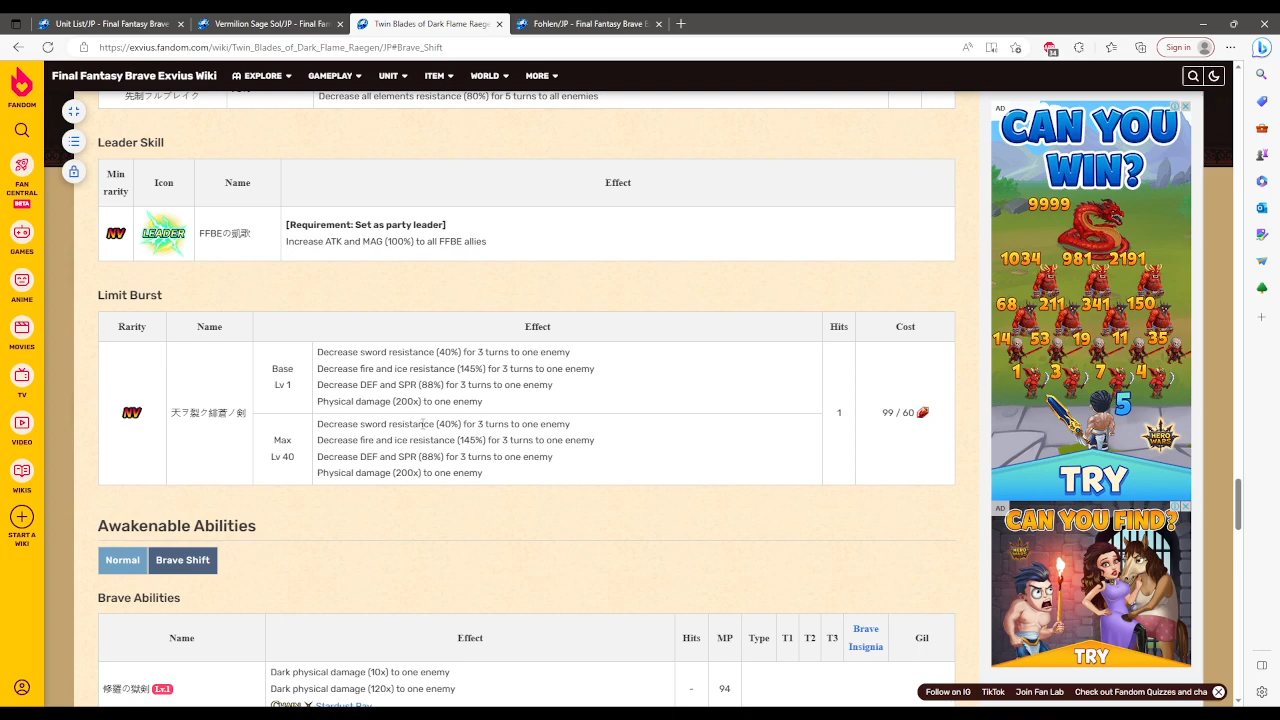 Unit List/JP - Final Fantas
Vermilion Sage Sol / Final Fan
Twin Blades of Dark Flame Raege
Fohlen/JP - Final Fantasy Brave E
https://exvius.fandom.com/wiki/Twin_Blades_of_Dark_Flame_Raegen/JP#Brave_Shift
Sign in
34
FANDOM
FAN CENTRAL
BETA
GAMES
ANIME
MOVIES
TV
VIDEO
WIKIS
START A WIKI
Final Fantasy Brave Exvius Wiki
EXPLORE
GAMEPLAY
UNIT
ITEM
WORLD
MORE
先制フルブレイク
Decrease all elements resistance (80%) for 5 turns to all enemies
Leader Skill
Min rarity
Icon
Name
Effect
NV
LEADER
FFBEの凱歌
[Requirement: Set as party leader]
Increase ATK and MAG (100%) to all FFBE allies
Limit Burst
Rarity
Name
Effect
Hits
Cost
NV
天ヲ裂ク緋蒼ノ剣
Base
Lv 1
Decrease sword resistance (40%) for 3 turns to one enemy
Decrease fire and ice resistance (145%) for 3 turns to one enemy
Decrease DEF and SPR (88%) for 3 turns to one enemy
Physical damage (200x) to one enemy
Max
Lv 40
Decrease sword resistance (40%) for 3 turns to one enemy
Decrease fire and ice resistance (145%) for 3 turns to one enemy
Decrease DEF and SPR (88%) for 3 turns to one enemy
Physical damage (200x) to one enemy
1
99 / 60
Awakenable Abilities
Normal
Brave Shift
Brave Abilities
Name
Effect
Hits
MP
Type
T1
T2
T3
Brave Insignia
Gil
修羅の獄剣 Lv.1
Dark physical damage (10x) to one enemy
Dark physical damage (120x) to one enemy
Stardust Ray
-
94
AD
CAN YOU
WIN?
9999
1034 981 2191
68 211 341 150
14 53 19 11 35
1 3 7 4
5
HERO WARS
TRY
AD
CAN YOU FIND?
HERO WARS
TRY
Follow on IG
TikTok
Join Fan Lab
Check out Fandom Quizzes and cha